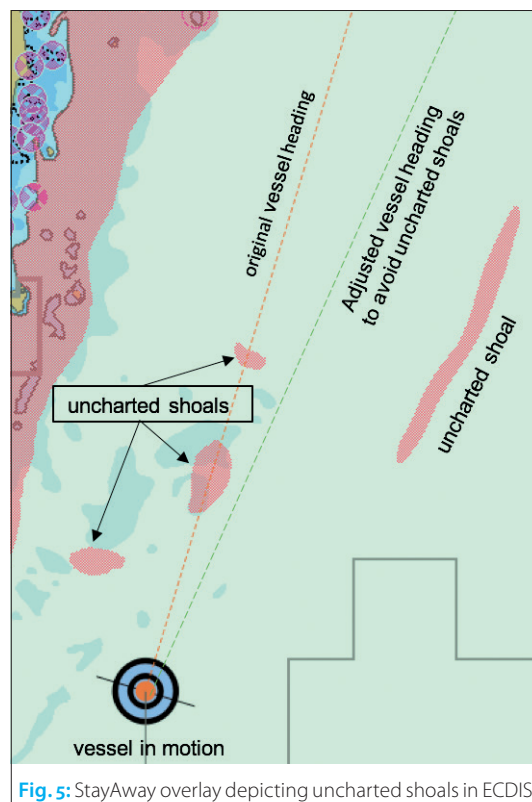 original vessel heading
Adjusted vessel heading
to avoid uncharted shoals
uncharted shoal
uncharted shoals
vessel in motion
Fig. 5: StayAway overlay depicting uncharted shoals in ECDIS